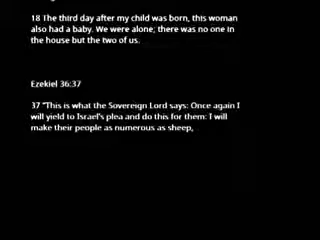 18 The third day after my child was born, this woman
also had a baby. We were alone; there was no one in
the house but the two of us.
Ezekiel 36:37
37 "This is what the Sovereign Lord says: Once again I
will yield to Israel's plea and do this for them: I will
make their people as numerous as sheep,